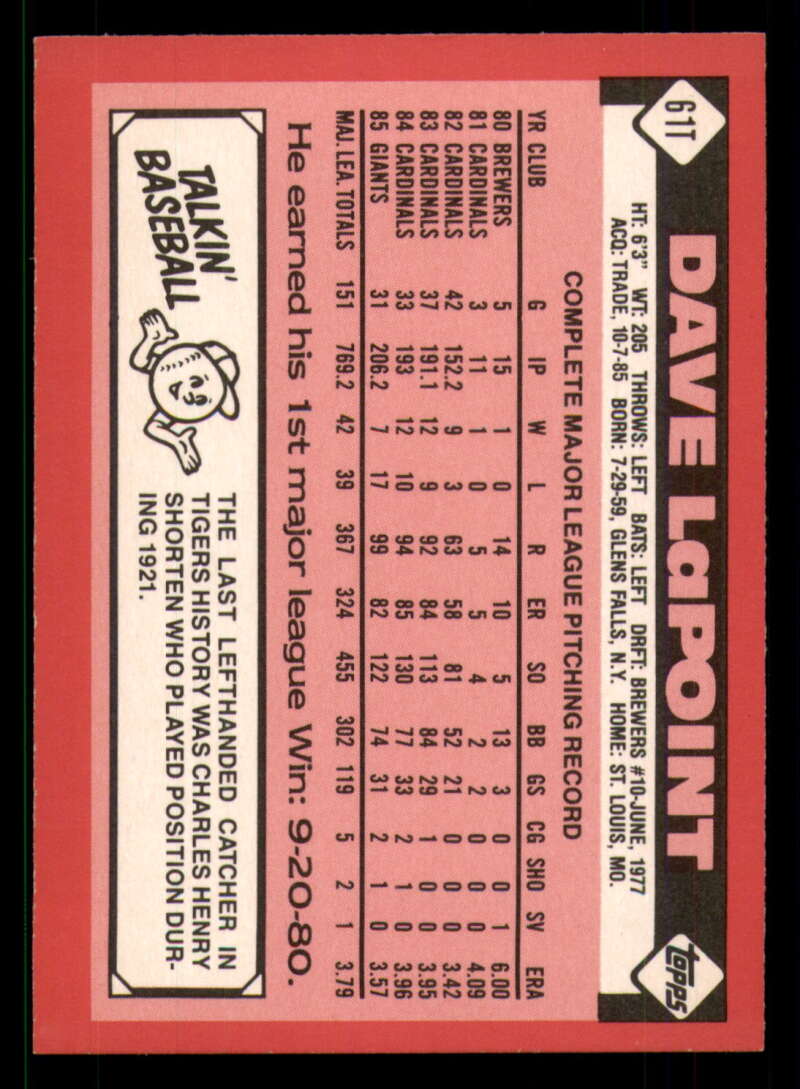 61T
DAVE LaPOINT
topps
HT: 6'3" WT: 205 THROWS: LEFT BATS: LEFT DRFT: BREWERS #10-JUNE, 1977
ACQ: TRADE, 10-7-85 BORN: 7-29-59, GLENS FALLS, N.Y. HOME: ST. LOUIS, MO.
COMPLETE MAJOR LEAGUE PITCHING RECORD
YR CLUB G IP W L R ER SO BB GS CG SHO SV ERA
80 BREWERS 5 15 1 0 14 10 5 13 3 0 0 1 6.00
81 CARDINALS 3 11 1 0 5 5 4 2 2 0 0 0 4.09
82 CARDINALS 42 152.2 9 3 63 58 81 52 21 0 0 0 3.42
83 CARDINALS 37 191.1 12 9 92 84 113 84 29 1 0 0 3.95
84 CARDINALS 33 193 12 10 94 85 130 77 33 2 1 0 3.96
85 GIANTS 31 206.2 7 17 99 82 122 74 31 2 1 0 3.57
MAJ. LEA. TOTALS 151 769.2 42 39 367 324 455 302 119 5 2 1 3.79
He earned his 1st major league Win: 9-20-80.
TALKIN'
BASEBALL
THE LAST LEFTHANDED CATCHER IN
TIGERS HISTORY WAS CHARLES HENRY
SHORTEN WHO PLAYED POSITION DUR-
ING 1921.